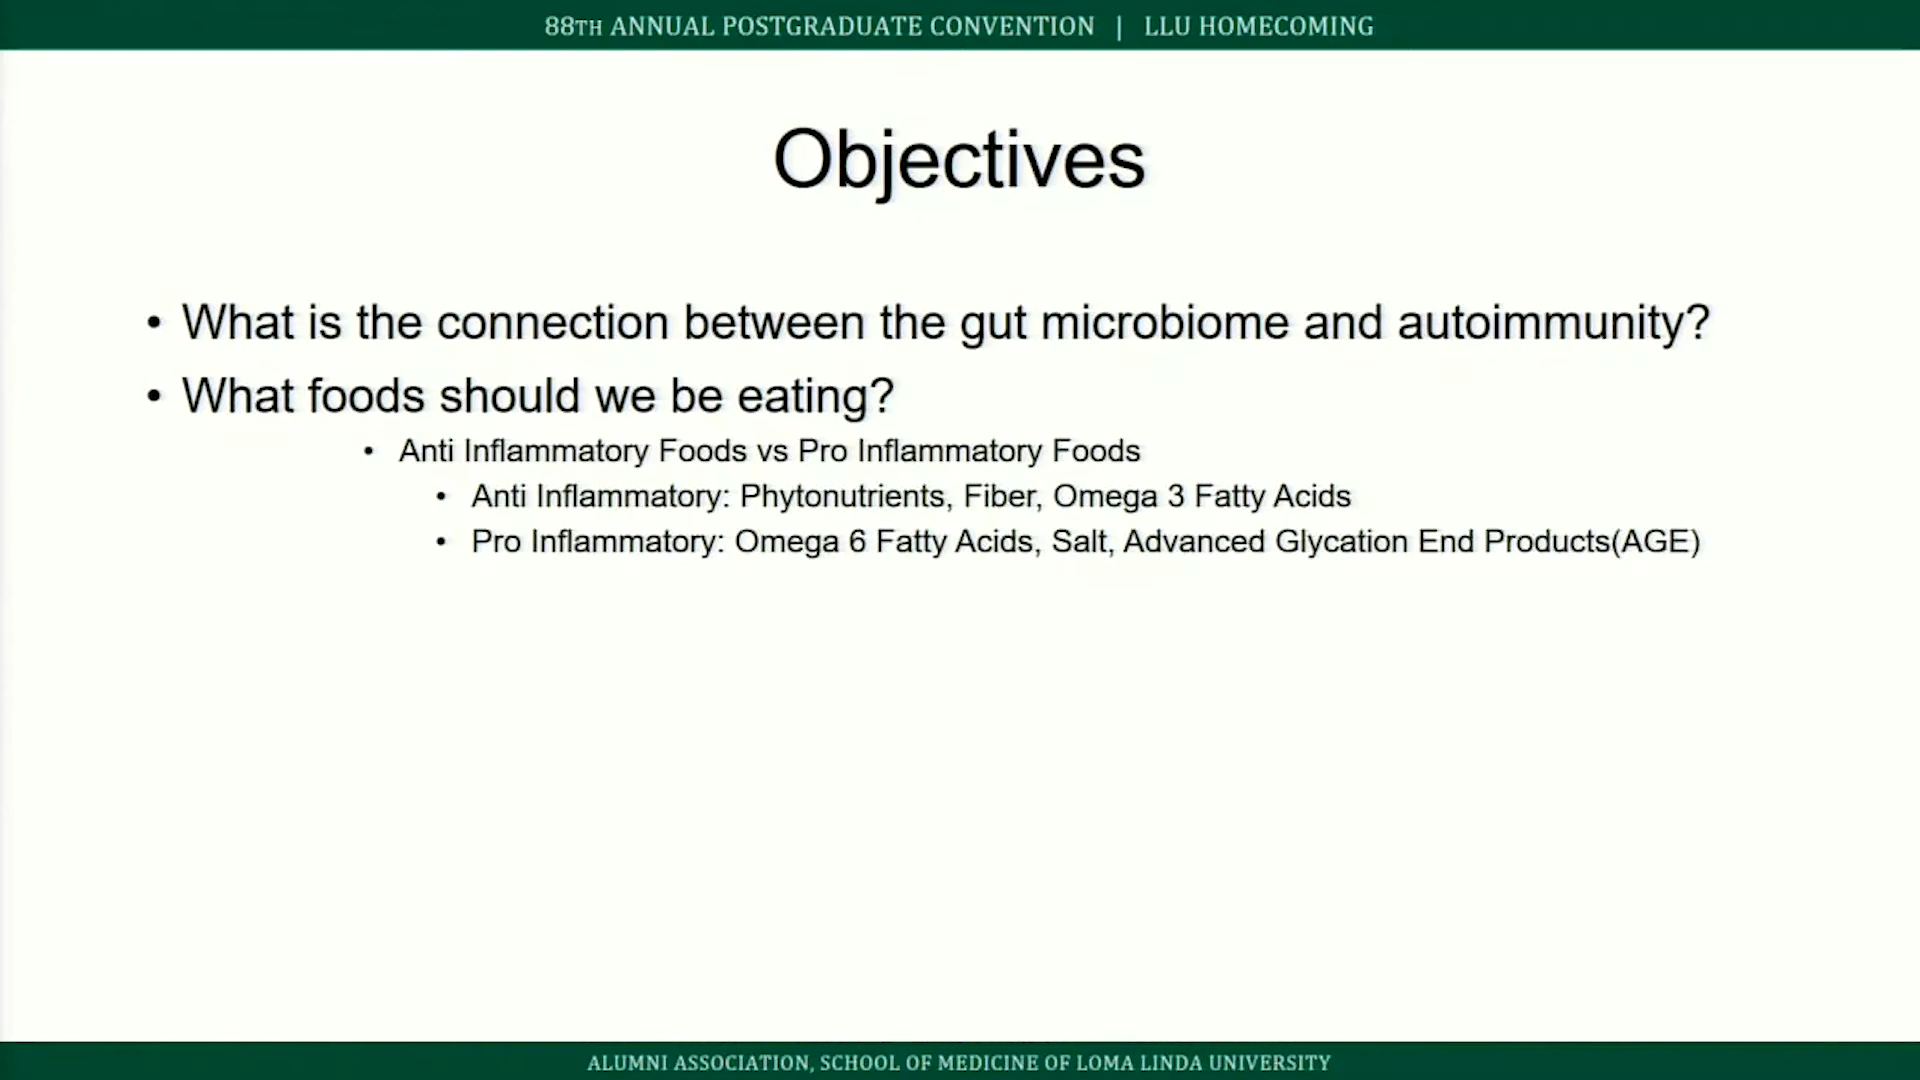 88TH ANNUAL POSTGRADUATE CONVENTION | LLU HOMECOMING
Objectives
• What is the connection between the gut microbiome and autoimmunity?
• What foods should we be eating?
• Anti Inflammatory Foods vs Pro Inflammatory Foods
• Anti Inflammatory: Phytonutrients, Fiber, Omega 3 Fatty Acids
• Pro Inflammatory: Omega 6 Fatty Acids, Salt, Advanced Glycation End Products(AGE)
ALUMNI ASSOCIATION, SCHOOL OF MEDICINE OF LOMA LINDA UNIVERSITY